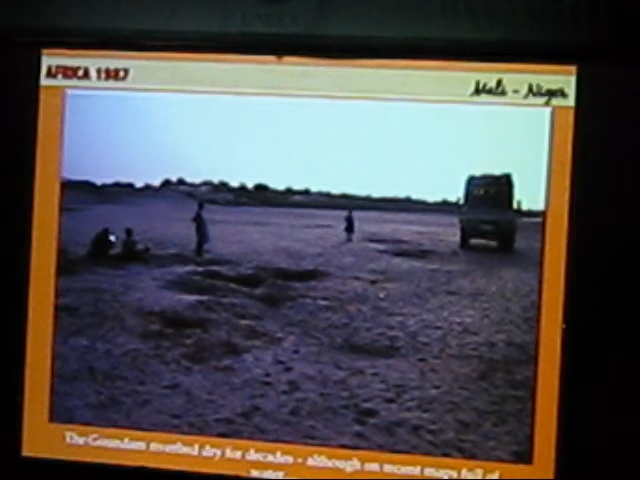 AFRICA 1987
Mali - Niger
The Goundam riverbed dry for decades - although on recent maps full of
water